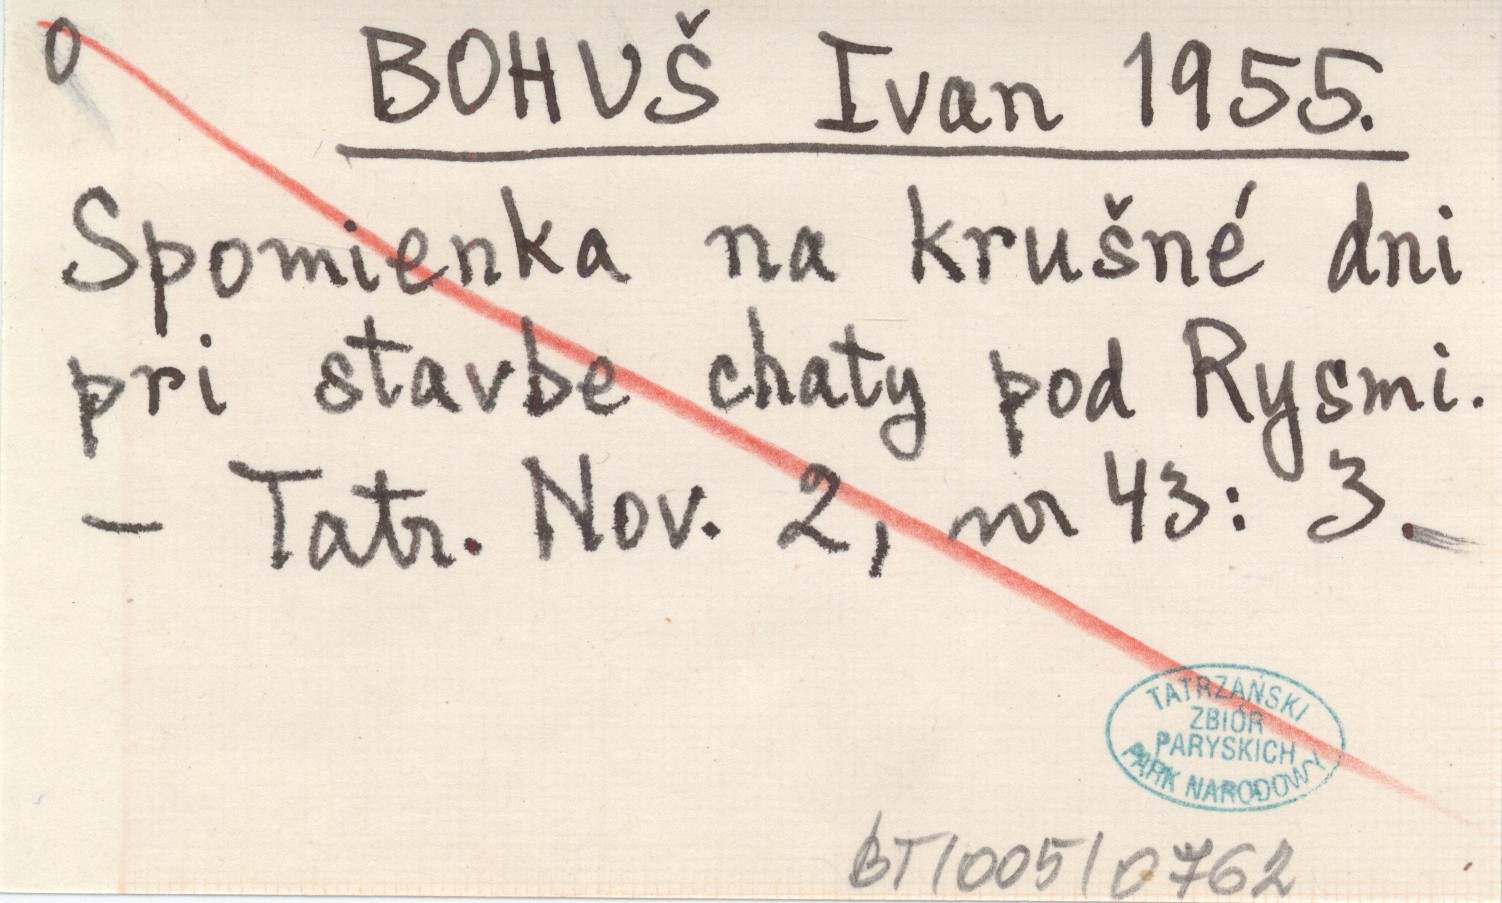 0
BOHUŠ Ivan 1955.
Spomienka na krušné dni
pri stavbe chaty pod Rysmi.
— Tatr. Nov. 2, nr 43: 3.
TATRZAŃSKI
ZBIÓR
PARYSKICH
PARK NARODOWY
BT/005/0762